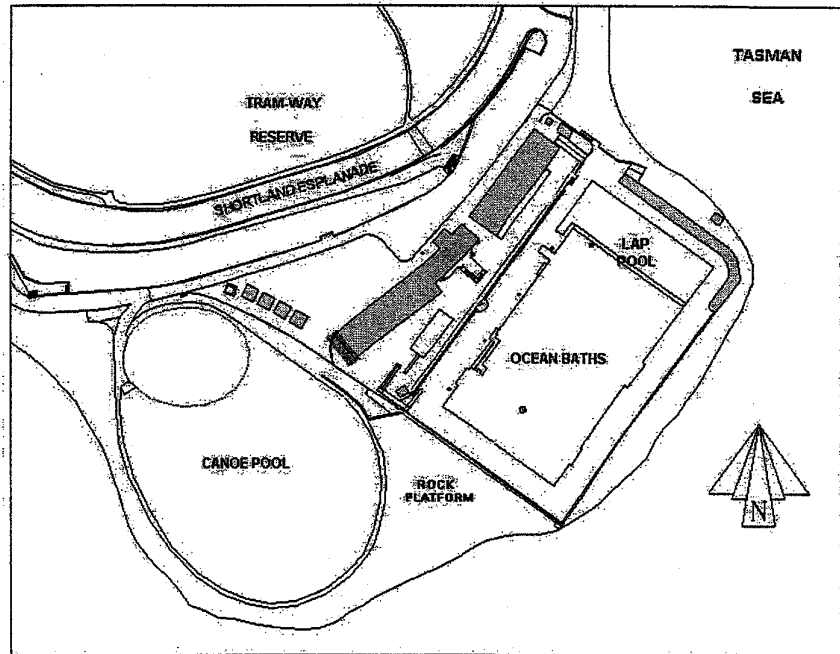 TASMAN
SEA
TRAM-WAY
RESERVE
SHORTLAND ESPLANADE
LAP
POOL
OCEAN BATHS
CANOE POOL
ROCK
PLATFORM
N